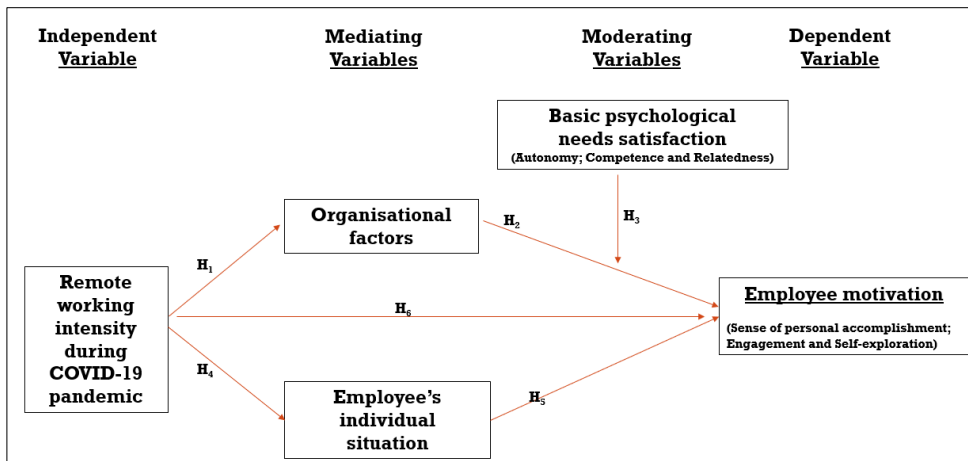 Independent
Variable
Mediating
Variables
Moderating
Variables
Dependent
Variable
Basic psychological
needs satisfaction
(Autonomy; Competence and Relatedness)
Organisational
factors
H₂
H₃
H₁
Remote
working
intensity
during
COVID-19
pandemic
H₆
Employee motivation
(Sense of personal accomplishment;
Engagement and Self-exploration)
H₄
Employee's
individual
situation
H₅